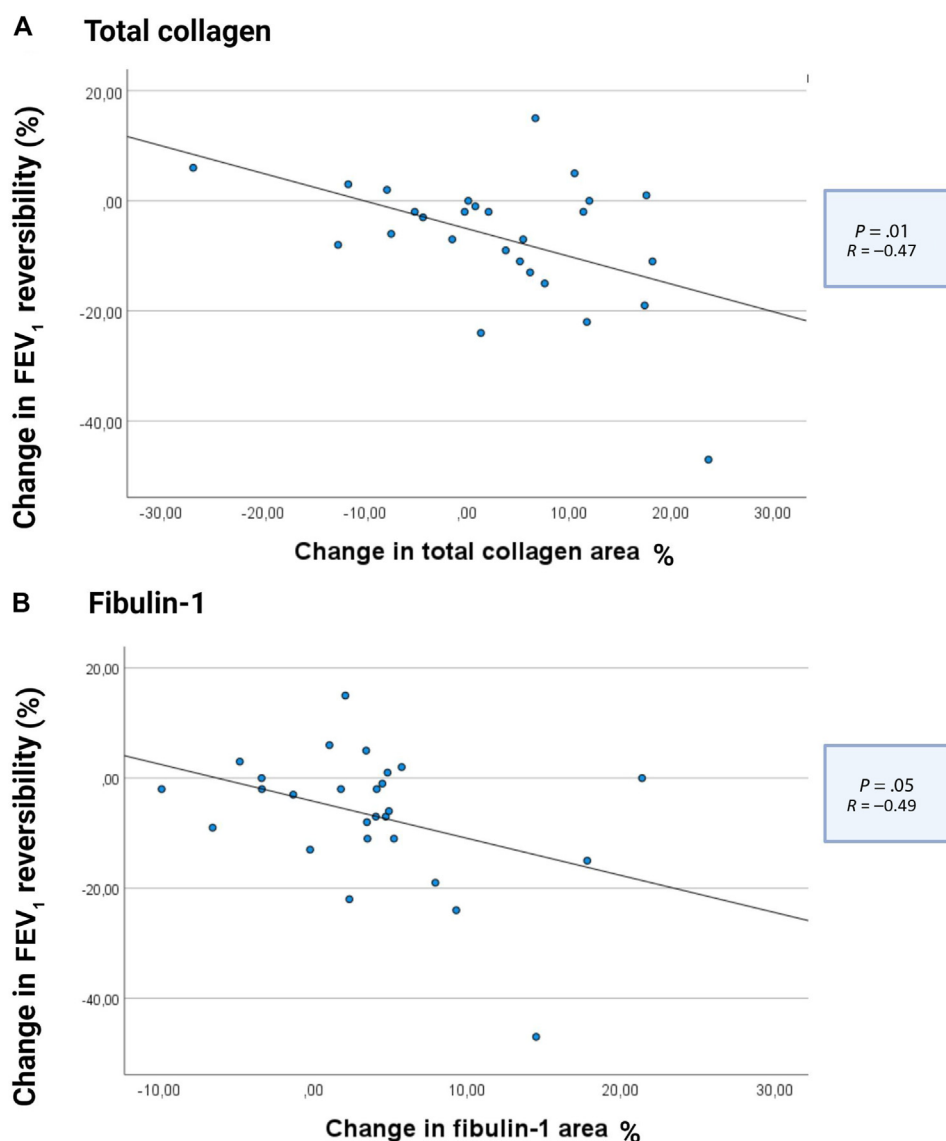 A Total collagen
Change in FEV₁ reversibility (%)
20,00
,00
-20,00
-40,00
-30,00 -20,00 -10,00 ,00 10,00 20,00 30,00
Change in total collagen area %
P = .01
R = −0.47
B Fibulin-1
Change in FEV₁ reversibility (%)
20,00
,00
-20,00
-40,00
-10,00 ,00 10,00 20,00 30,00
Change in fibulin-1 area %
P = .05
R = −0.49